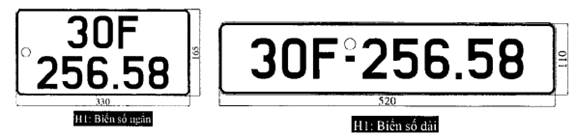 30F
256.58
165
330
H1: Biển số ngắn
30F-256.58
110
520
H1: Biển số dài